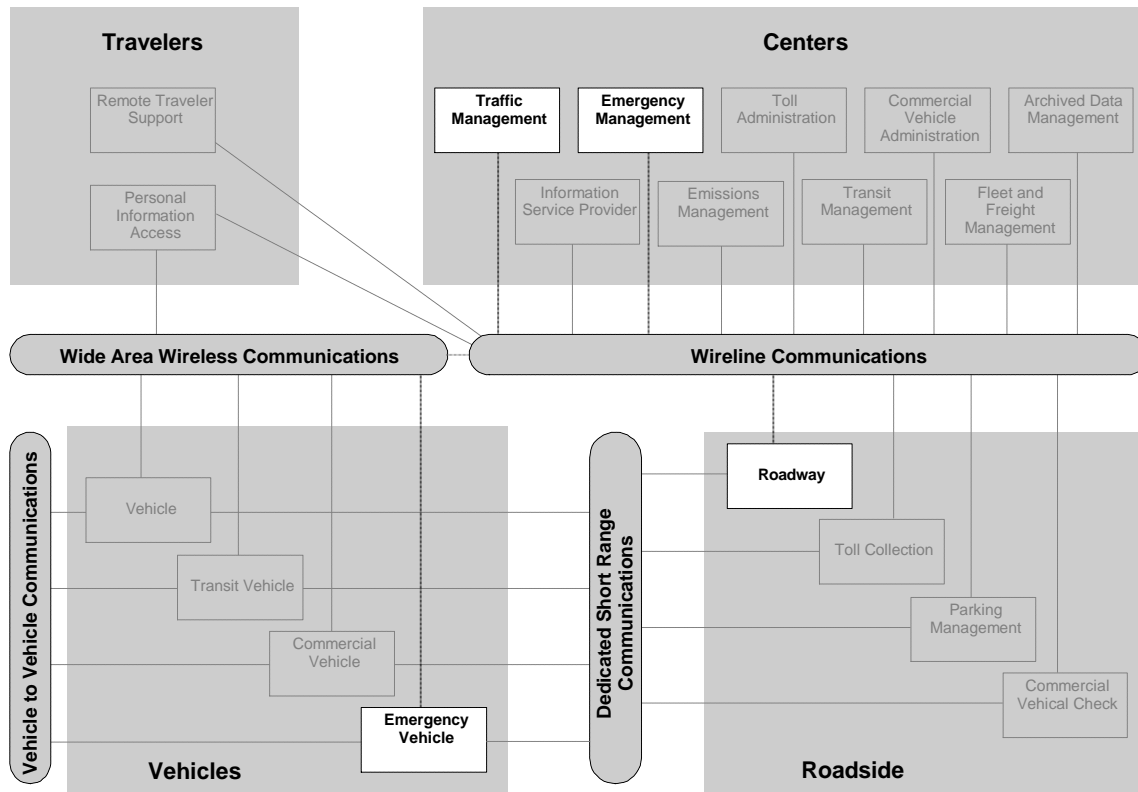 Travelers
Remote Traveler
Support
Personal
Information
Access
Centers
Traffic
Management
Emergency
Management
Toll
Administration
Commercial
Vehicle
Administration
Archived Data
Management
Information
Service Provider
Emissions
Management
Transit
Management
Fleet and
Freight
Management
Wide Area Wireless Communications
Wireline Communications
Vehicle to Vehicle Communications
Vehicle
Transit Vehicle
Commercial
Vehicle
Emergency
Vehicle
Vehicles
Dedicated Short Range
Communications
Roadway
Toll Collection
Parking
Management
Commercial
Vehical Check
Roadside